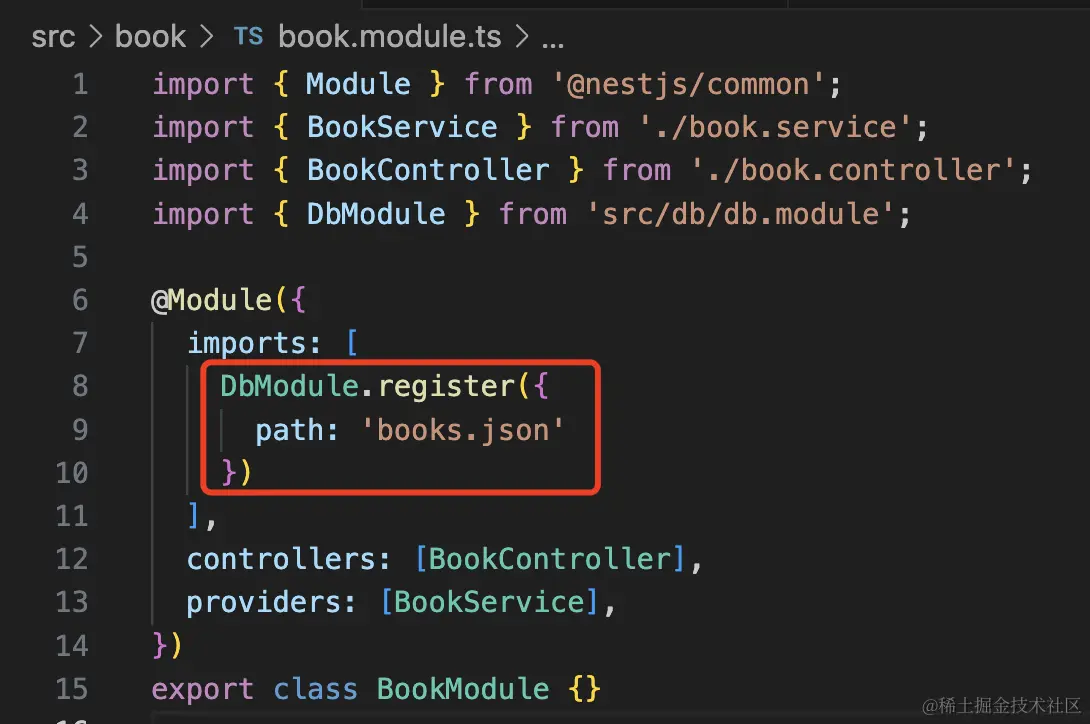 src > book > TS book.module.ts > ...
1 import { Module } from '@nestjs/common';
2 import { BookService } from './book.service';
3 import { BookController } from './book.controller';
4 import { DbModule } from 'src/db/db.module';
5
6 @Module({
7   imports: [
8     DbModule.register({
9       path: 'books.json'
10     })
11   ],
12   controllers: [BookController],
13   providers: [BookService],
14 })
15 export class BookModule {}
16
@稀土掘金技术社区